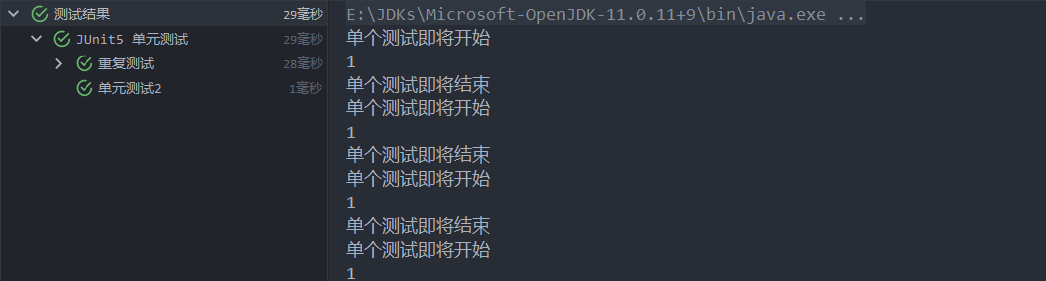 测试结果 29毫秒
JUnit5 单元测试 29毫秒
重复测试 28毫秒
单元测试2 1毫秒
E:\JDKs\Microsoft-OpenJDK-11.0.11+9\bin\java.exe ...
单个测试即将开始
1
单个测试即将结束
单个测试即将开始
1
单个测试即将结束
单个测试即将开始
1
单个测试即将结束
单个测试即将开始
1